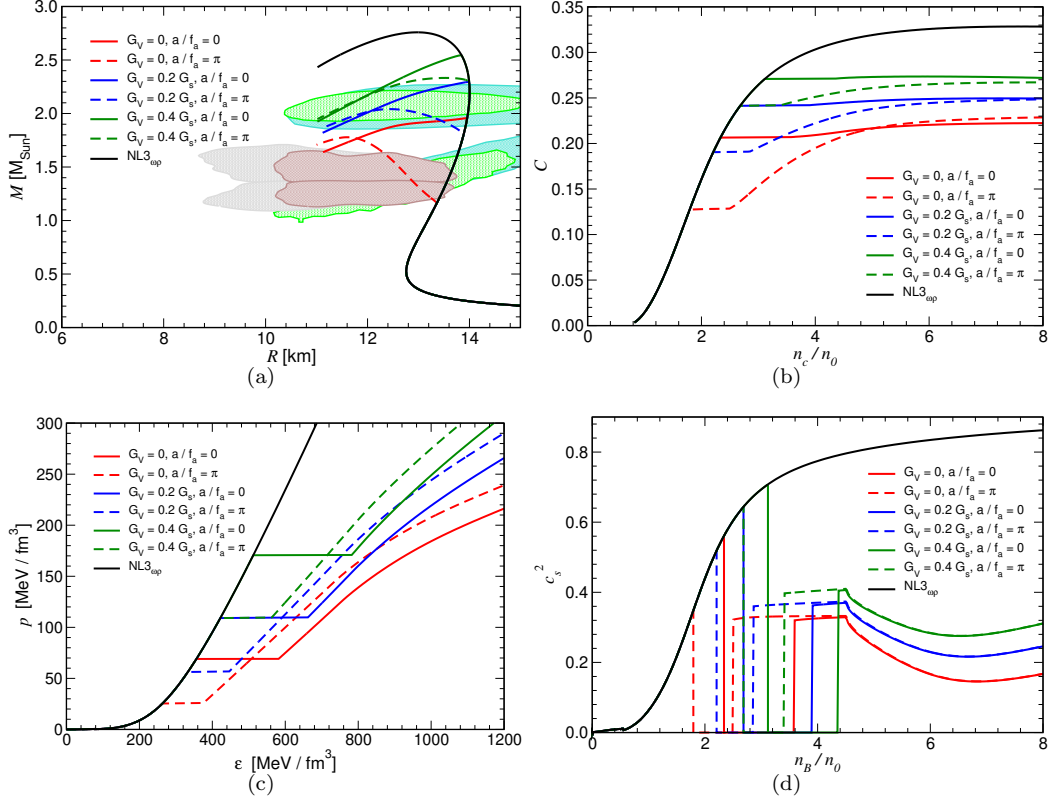 3.0
2.5
2.0
1.5
1.0
0.5
0.0
M [M_Sun]
G_V = 0, a / f_a = 0
G_V = 0, a / f_a = π
G_V = 0.2 G_s, a / f_a = 0
G_V = 0.2 G_s, a / f_a = π
G_V = 0.4 G_s, a / f_a = 0
G_V = 0.4 G_s, a / f_a = π
NL3_ωρ
6 8 10 12 14
R [km]
(a)
0.35
0.30
0.25
0.20
0.15
0.10
0.05
0.00
C
G_V = 0, a / f_a = 0
G_V = 0, a / f_a = π
G_V = 0.2 G_s, a / f_a = 0
G_V = 0.2 G_s, a / f_a = π
G_V = 0.4 G_s, a / f_a = 0
G_V = 0.4 G_s, a / f_a = π
NL3_ωρ
0 2 4 6 8
n_c/n_0
(b)
300
250
200
150
100
50
0
p [MeV / fm^3]
G_V = 0, a / f_a = 0
G_V = 0, a / f_a = π
G_V = 0.2 G_s, a / f_a = 0
G_V = 0.2 G_s, a / f_a = π
G_V = 0.4 G_s, a / f_a = 0
G_V = 0.4 G_s, a / f_a = π
NL3_ωρ
0 200 400 600 800 1000 1200
ε [MeV / fm^3]
(c)
0.8
0.6
0.4
0.2
0.0
c_s^2
G_V = 0, a / f_a = 0
G_V = 0, a / f_a = π
G_V = 0.2 G_s, a / f_a = 0
G_V = 0.2 G_s, a / f_a = π
G_V = 0.4 G_s, a / f_a = 0
G_V = 0.4 G_s, a / f_a = π
NL3_ωρ
0 2 4 6 8
n_B/n_0
(d)